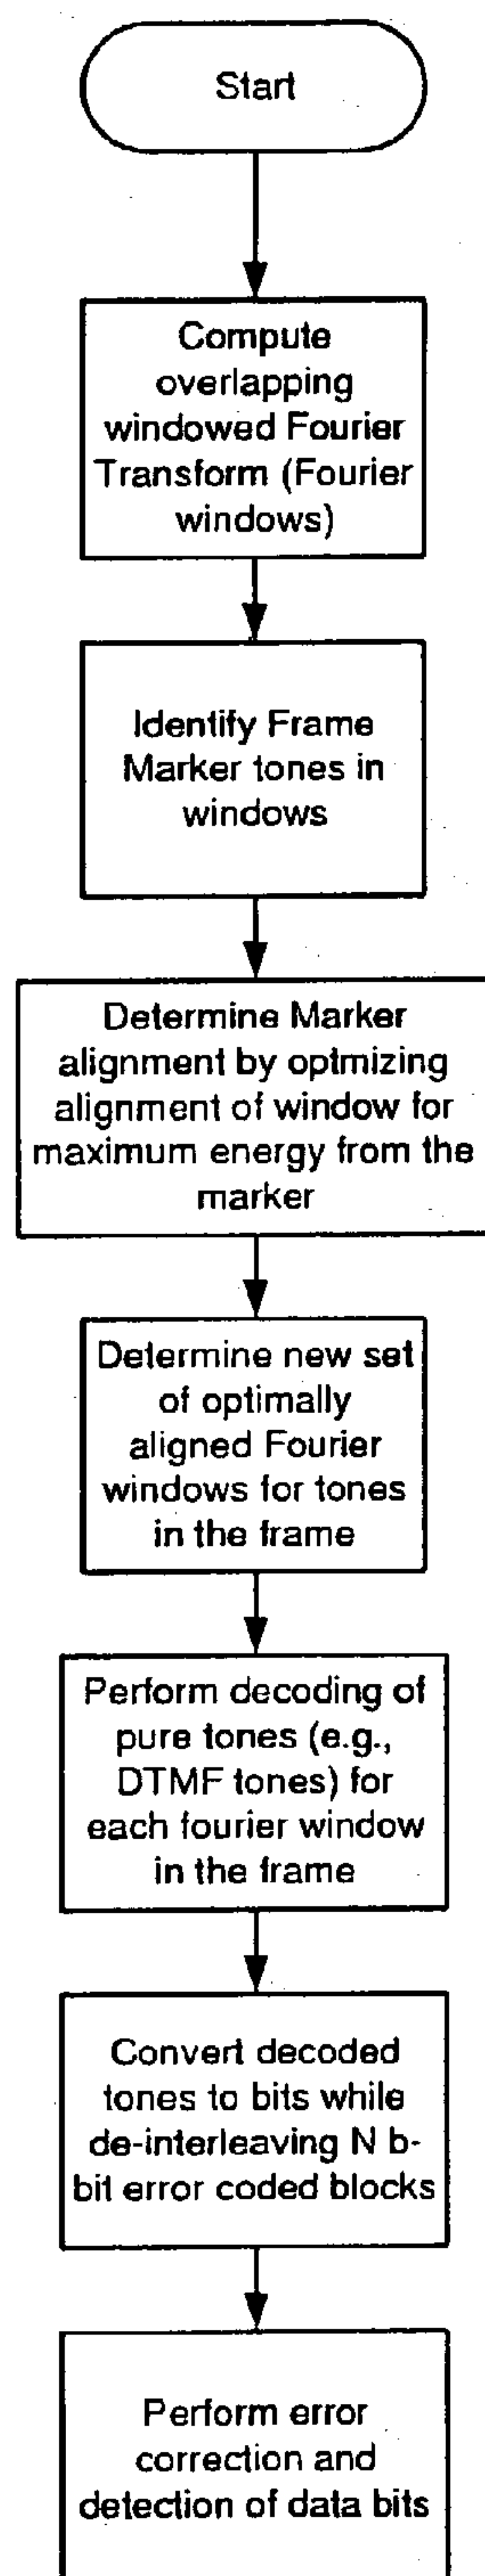 Start
Compute
overlapping
windowed Fourier
Transform (Fourier
windows)
Identify Frame
Marker tones in
windows
Determine Marker
alignment by optmizing
alignment of window for
maximum energy from the
marker
Determine new set
of optimally
aligned Fourier
windows for tones
in the frame
Perform decoding of
pure tones (e.g.,
DTMF tones) for
each fourier window
in the frame
Convert decoded
tones to bits while
de-interleaving N b-
bit error coded blocks
Perform error
correction and
detection of data bits